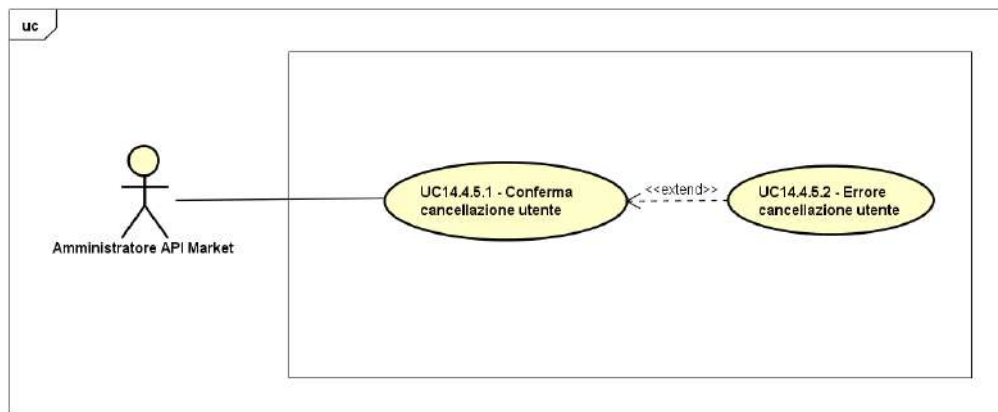 uc
UC14.4.5.1 - Conferma
cancellazione utente
<<extend>>
UC14.4.5.2 - Errore
cancellazione utente
Amministratore API Market